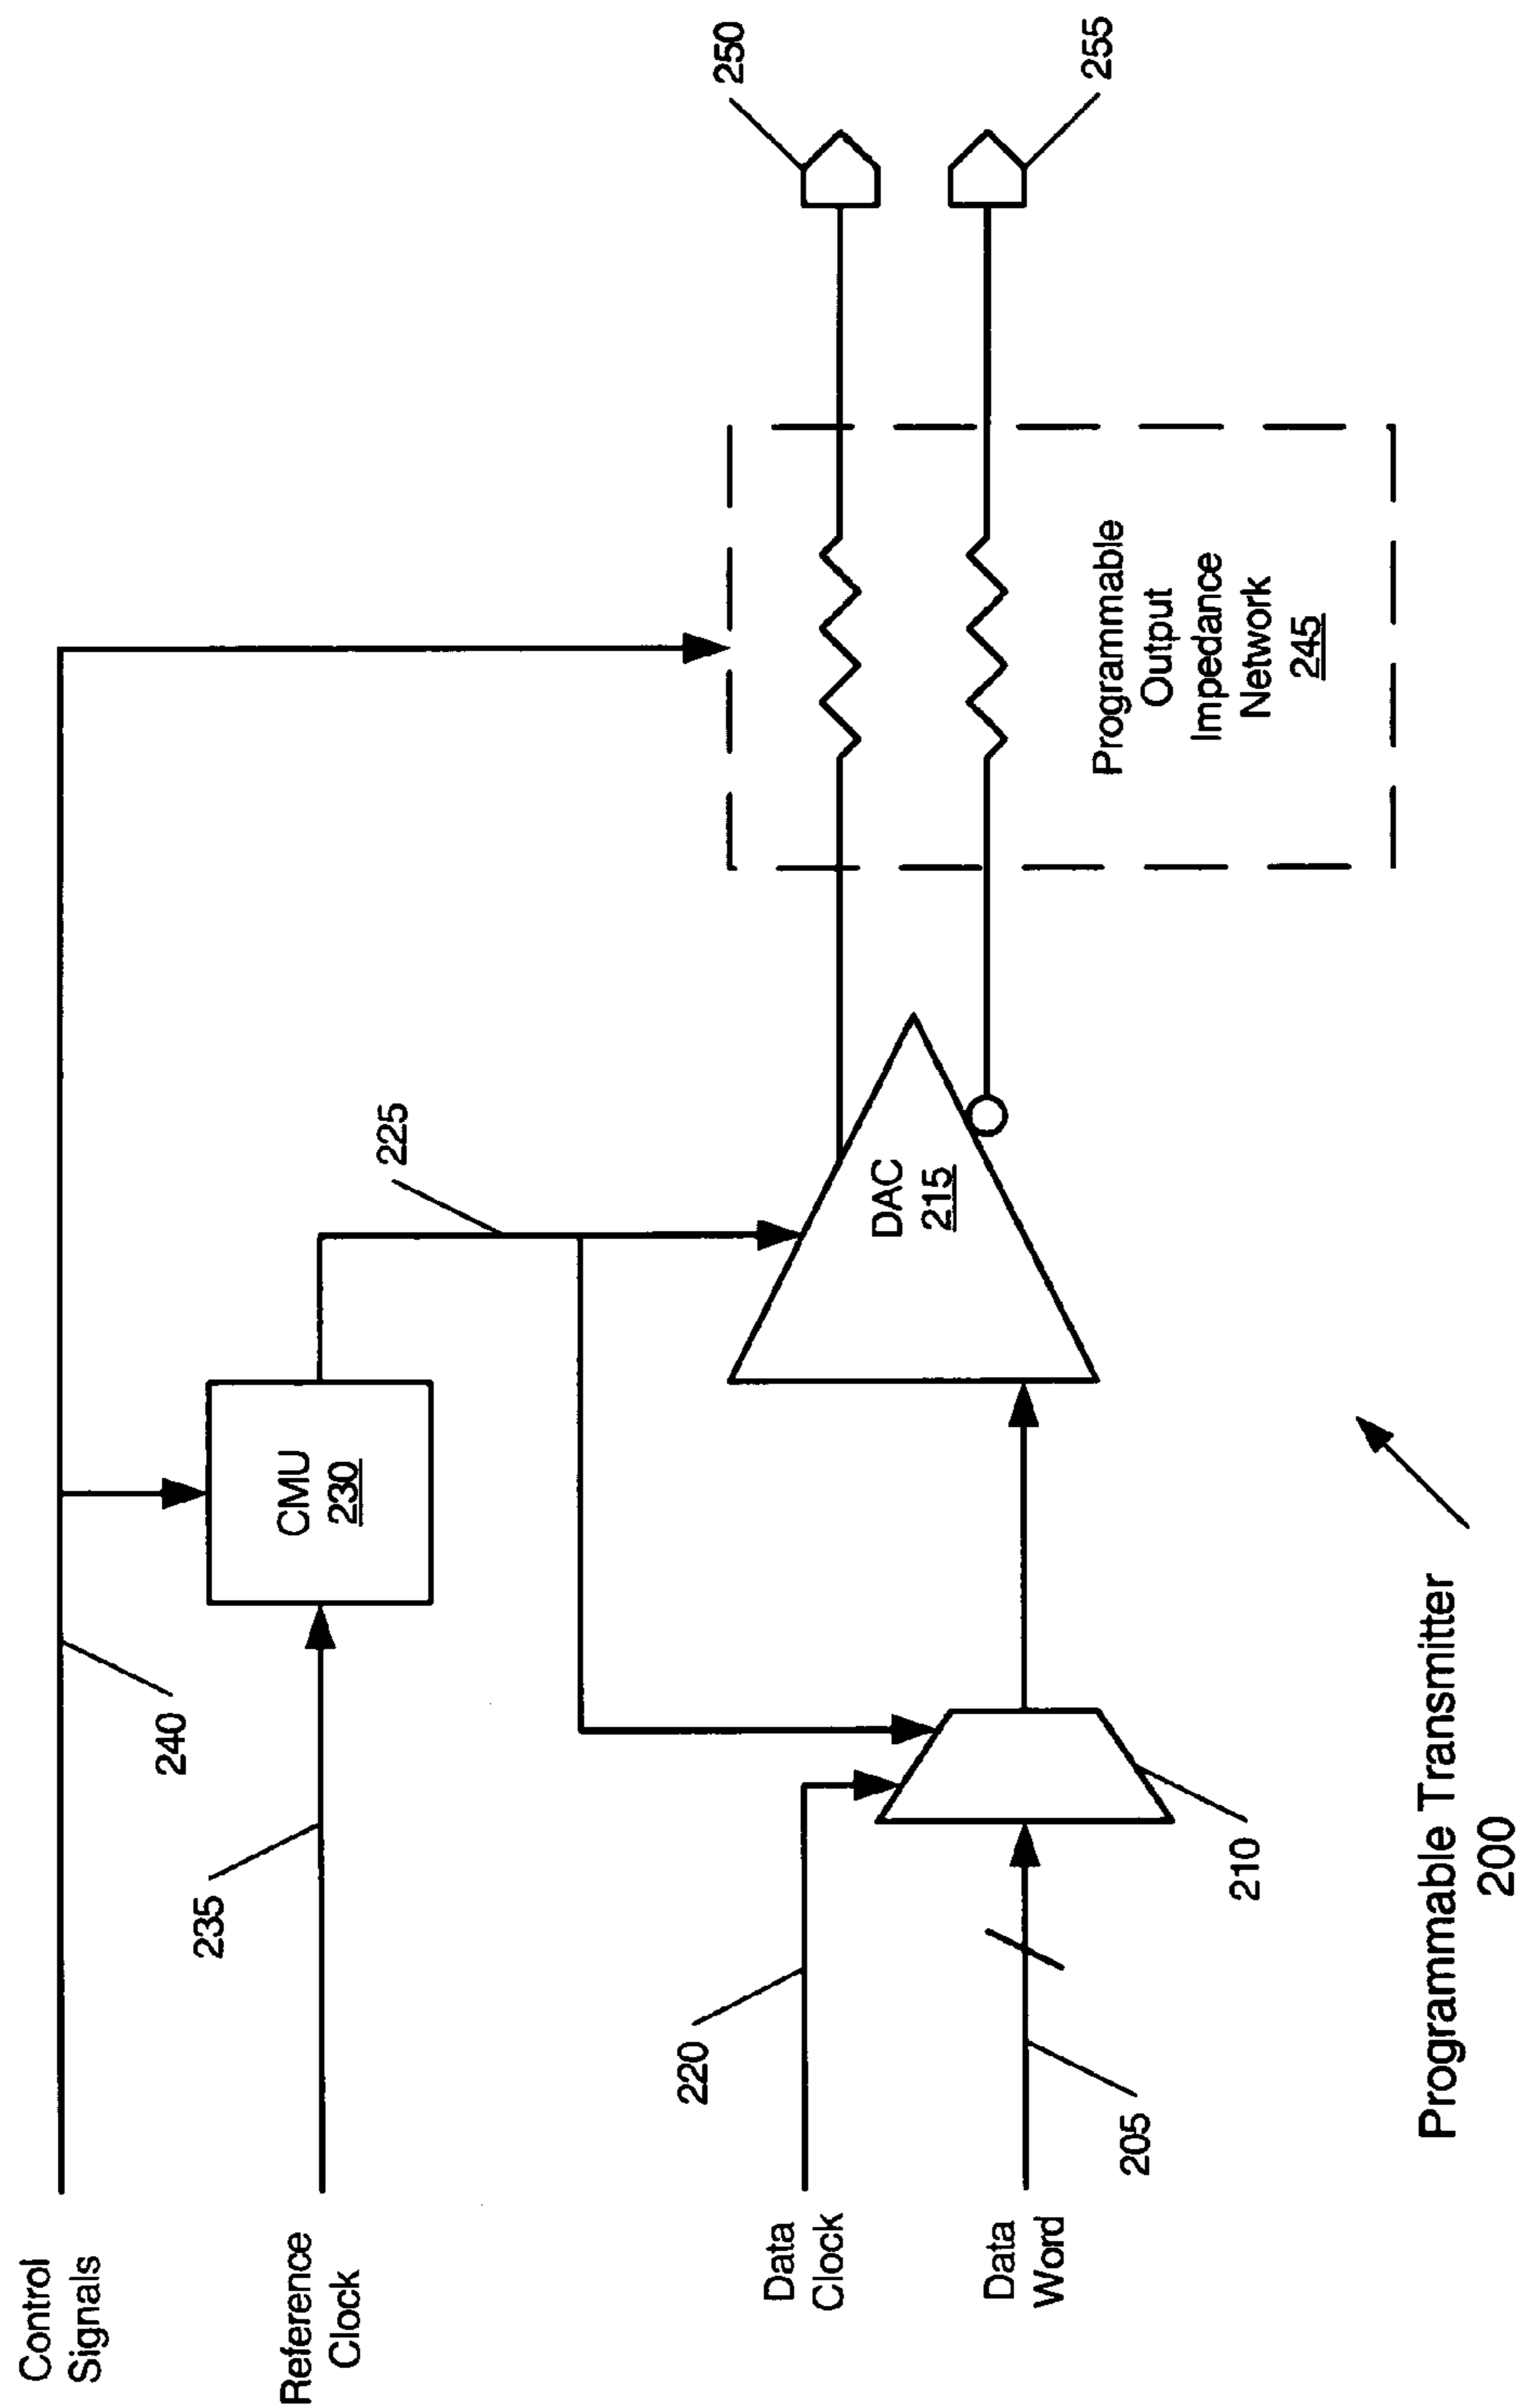 Control
Signals
240
Reference
Clock
235
CMU
230
225
Data
Clock
220
Data
Word
205
210
DAC
215
Programmable
Output
Impedance
Network
245
250
255
Programmable Transmitter
200